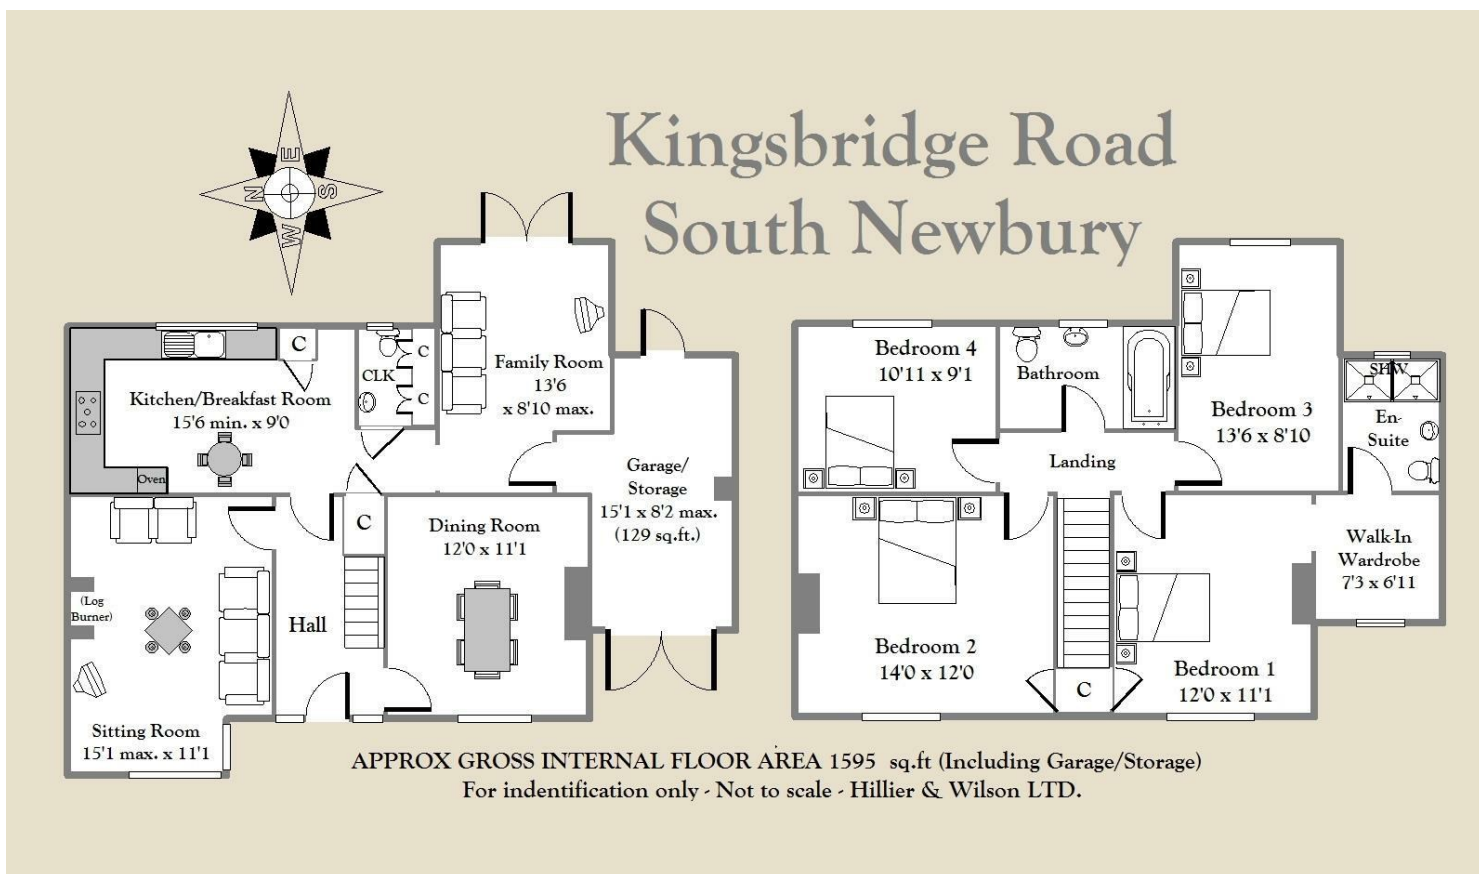 Kingsbridge Road
South Newbury
E
N
S
W
C
CLK
C
C
Kitchen/Breakfast Room
15'6 min. x 9'0
Oven
Family Room
13'6
x 8'10 max.
Garage/
Storage
15'1 x 8'2 max.
(129 sq.ft.)
C
Dining Room
12'0 x 11'1
(Log
Burner)
Hall
Sitting Room
15'1 max. x 11'1
Bedroom 4
10'11 x 9'1
Bathroom
Bedroom 3
13'6 x 8'10
SHW
En-
Suite
Landing
Walk-In
Wardrobe
7'3 x 6'11
Bedroom 2
14'0 x 12'0
C
Bedroom 1
12'0 x 11'1
APPROX GROSS INTERNAL FLOOR AREA 1595 sq.ft (Including Garage/Storage)
For indentification only - Not to scale - Hillier & Wilson LTD.